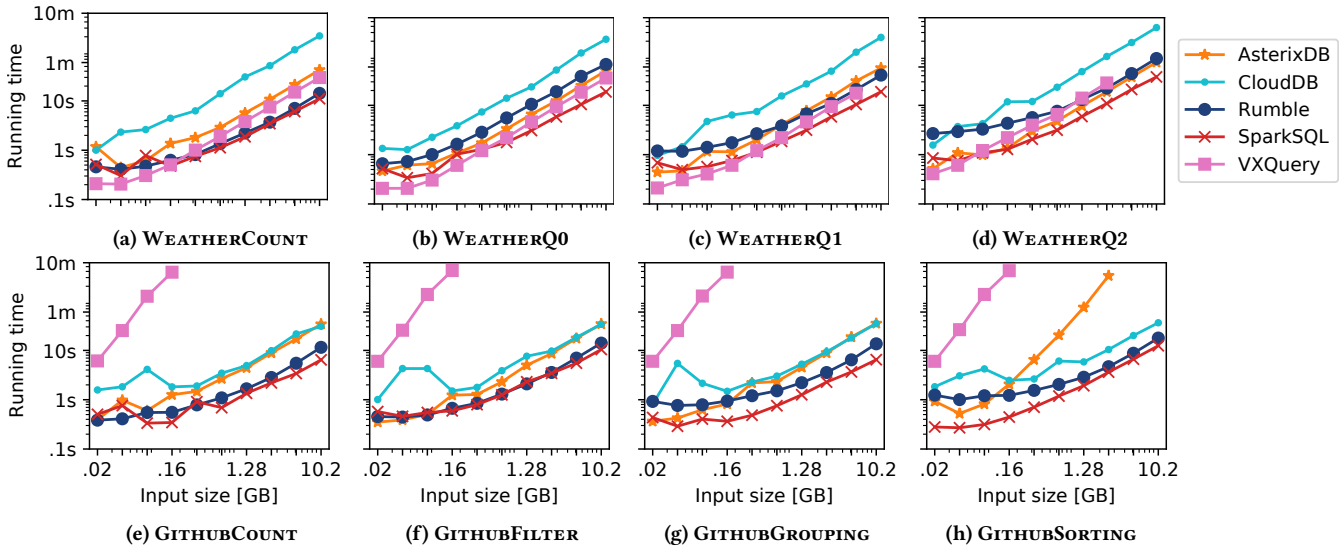 10m
1m
10s
1s
.1s
Running time
(a) WEATHERCOUNT
(b) WEATHERQ0
(c) WEATHERQ1
(d) WEATHERQ2
AsterixDB
CloudDB
Rumble
SparkSQL
VXQuery
10m
1m
10s
1s
.1s
Running time
.02 .16 1.28 10.2
Input size [GB]
(e) GITHUBCOUNT
.02 .16 1.28 10.2
Input size [GB]
(f) GITHUBFILTER
.02 .16 1.28 10.2
Input size [GB]
(g) GITHUBGROUPING
.02 .16 1.28 10.2
Input size [GB]
(h) GITHUBSORTING